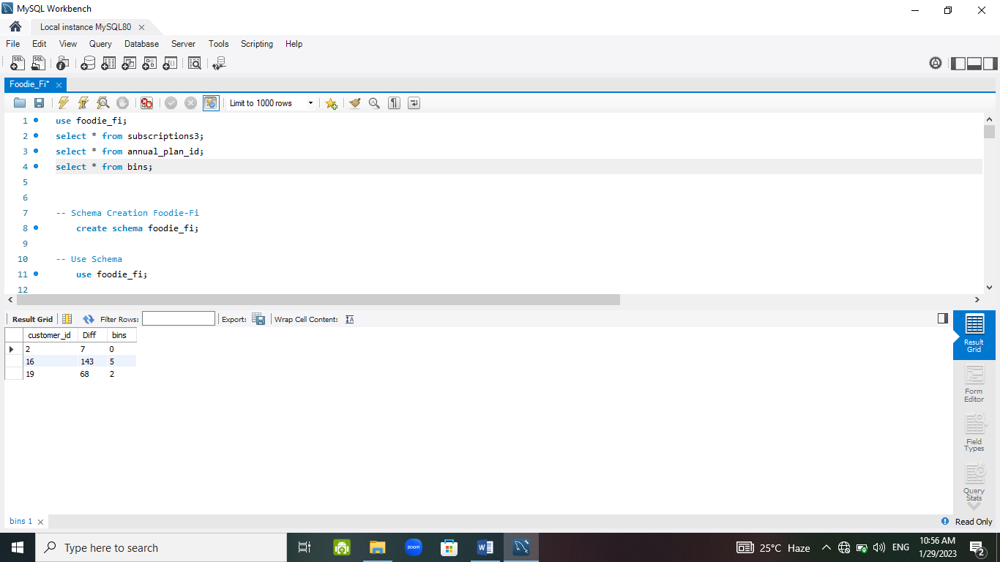 MySQL Workbench
Local instance MySQL80
File Edit View Query Database Server Tools Scripting Help
Foodie_Fi*
Limit to 1000 rows
1 use foodie_fi;
2 select * from subscriptions3;
3 select * from annual_plan_id;
4 select * from bins;
5
6
7 -- Schema Creation Foodie-Fi
8 create schema foodie_fi;
9
10 -- Use Schema
11 use foodie_fi;
12
Result Grid Filter Rows: Export: Wrap Cell Content:
customer_id Diff bins
2 7 0
16 143 5
19 68 2
Result
Grid
Form
Editor
Field
Types
Query
Stats
bins 1
Read Only
Type here to search
zoom
25°C Haze
ENG
10:56 AM
1/29/2023
2